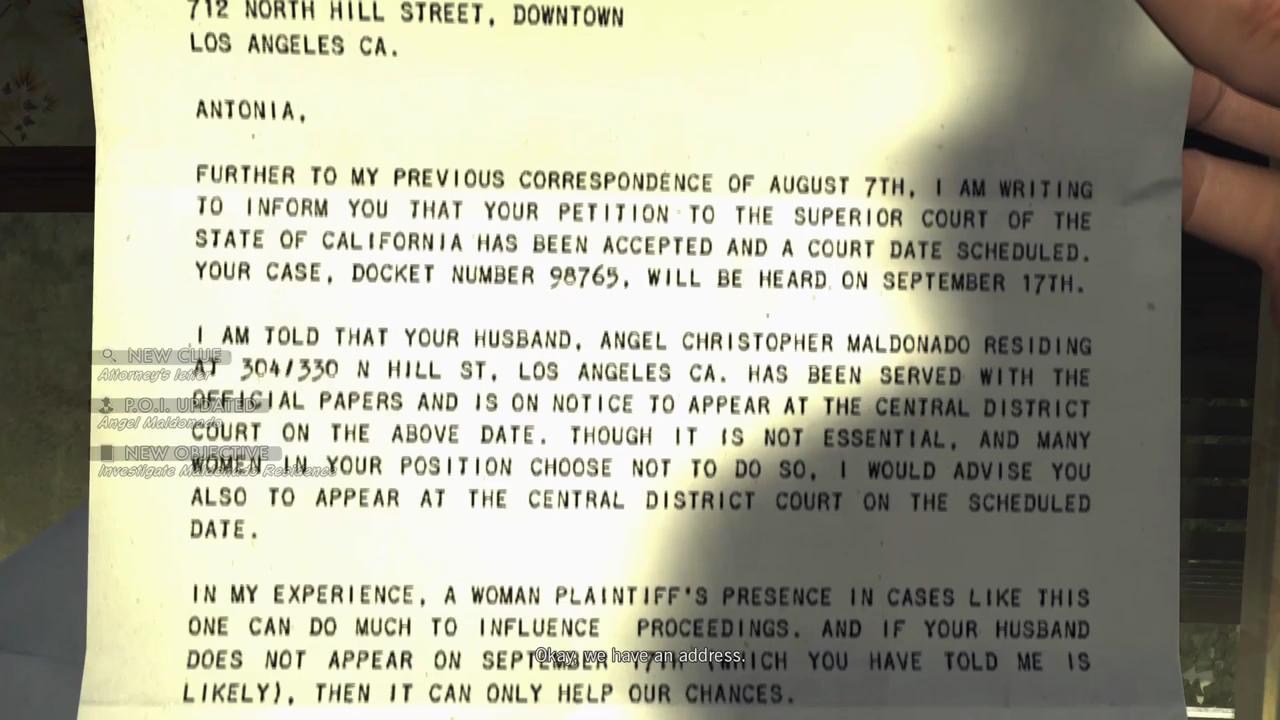 712 NORTH HILL STREET, DOWNTOWN
LOS ANGELES CA.
ANTONIA,
FURTHER TO MY PREVIOUS CORRESPONDENCE OF AUGUST 7TH, I AM WRITING
TO INFORM YOU THAT YOUR PETITION TO THE SUPERIOR COURT OF THE
STATE OF CALIFORNIA HAS BEEN ACCEPTED AND A COURT DATE SCHEDULED.
YOUR CASE, DOCKET NUMBER 98765, WILL BE HEARD ON SEPTEMBER 17TH.
I AM TOLD THAT YOUR HUSBAND, ANGEL CHRISTOPHER MALDONADO RESIDING
AT 304/330 N HILL ST, LOS ANGELES CA. HAS BEEN SERVED WITH THE
OFFICIAL PAPERS AND IS ON NOTICE TO APPEAR AT THE CENTRAL DISTRICT
COURT ON THE ABOVE DATE. THOUGH IT IS NOT ESSENTIAL, AND MANY
WOMEN IN YOUR POSITION CHOOSE NOT TO DO SO, I WOULD ADVISE YOU
ALSO TO APPEAR AT THE CENTRAL DISTRICT COURT ON THE SCHEDULED
DATE.
IN MY EXPERIENCE, A WOMAN PLAINTIFF'S PRESENCE IN CASES LIKE THIS
ONE CAN DO MUCH TO INFLUENCE PROCEEDINGS. AND IF YOUR HUSBAND
DOES NOT APPEAR ON SEPTEMBER 17TH (WHICH YOU HAVE TOLD ME IS
LIKELY), THEN IT CAN ONLY HELP OUR CHANCES.
NEW CLUE
Attorney's letter
P.O.I. UPDATED
Angel Maldonado
NEW OBJECTIVE
Investigate Maldonado Residence
Okay, we have an address.